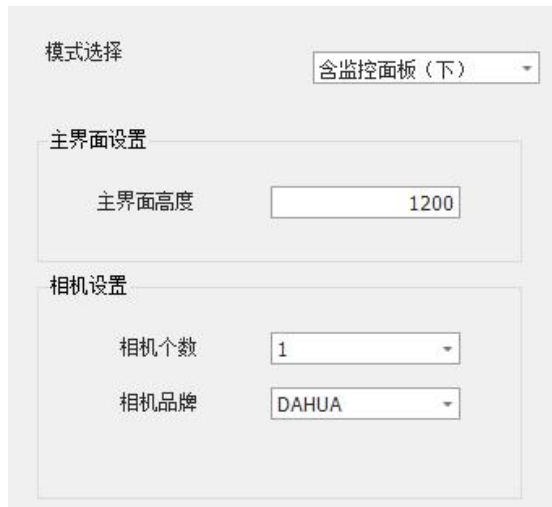 模式选择
含监控面板（下）
主界面设置
主界面高度
1200
相机设置
相机个数
1
相机品牌
DAHUA